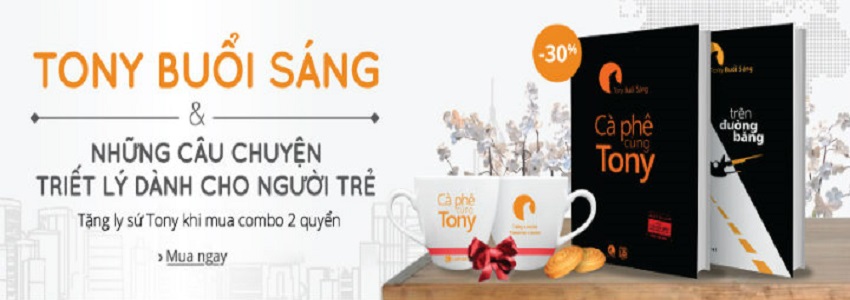 TONY BUỔI SÁNG
&
NHỮNG CÂU CHUYỆN
TRIẾT LÝ DÀNH CHO NGƯỜI TRẺ
Tặng ly sứ Tony khi mua combo 2 quyển
› Mua ngay
-30%
Cà phê
cùng
Tony
Tony Buổi Sáng
Cà phê
cùng
Tony
Tony Buổi Sáng
trên
đường
băng